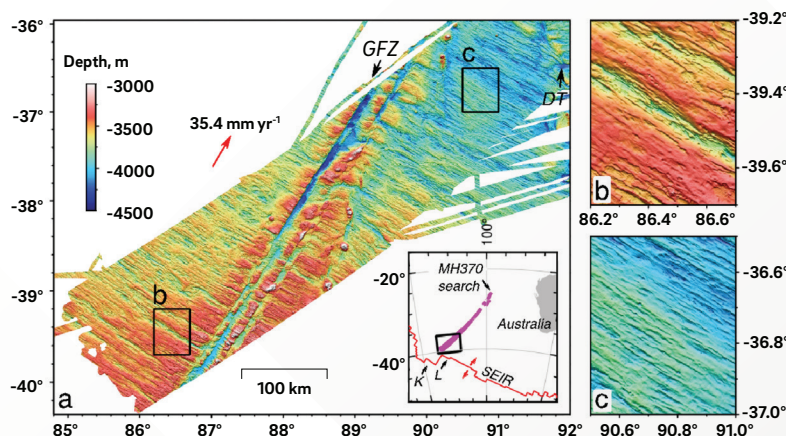 -36°
-37°
-38°
-39°
-40°
85°
86°
87°
88°
89°
90°
91°
92°
Depth, m
-3000
-3500
-4000
-4500
35.4 mm yr-1
GFZ
c
DT
b
100 km
a
100°
-20°
-40°
MH370
search
Australia
SEIR
K
L
-39.2°
-39.4°
-39.6°
b
86.2
86.4
86.6
-36.6°
-36.8°
-37.0°
c
90.6
90.8
91.0